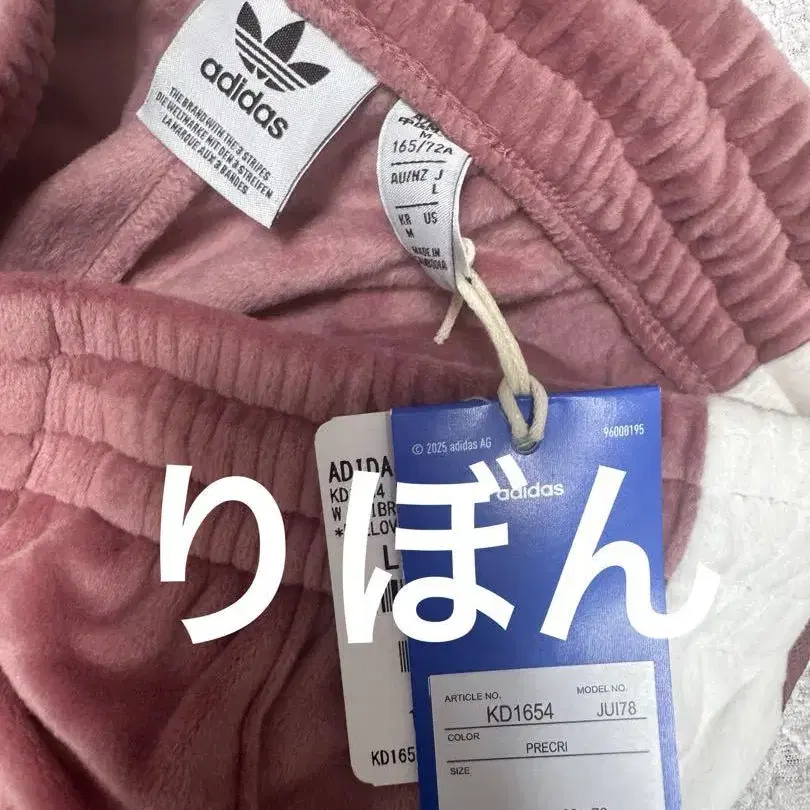 adidas
THE BRAND WITH THE 3 STRIPES
DIE WELTMARKE MIT DEN 3 STREIFEN
LA MARQUE AUX 3 BANDES
M
165/72A
AU/NZ J
L
KR US
M
MADE IN
© 2025 adidas AG 96000195
adidas
ADIDA
KD1654
*
L
りぼん
ARTICLE NO. MODEL NO.
KD1654 JUI78
COLOR
PRECRI
SIZE
KD165